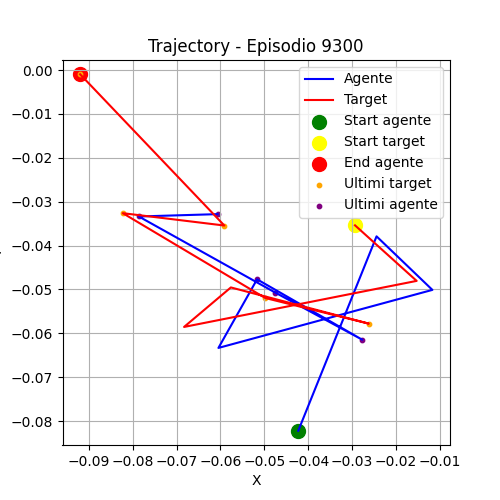 Trajectory - Episodio 9300
Agente
Target
Start agente
Start target
End agente
Ultimi target
Ultimi agente
0.00
−0.01
−0.02
−0.03
−0.04
−0.05
−0.06
−0.07
−0.08
−0.09 −0.08 −0.07 −0.06 −0.05 −0.04 −0.03 −0.02 −0.01
X